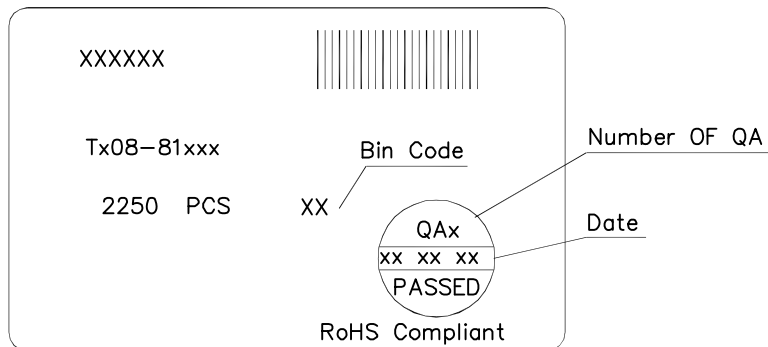 XXXXXX
Tx08-81xxx
Bin Code
Number OF QA
2250 PCS XX
QAx
Date
xx xx xx
PASSED
RoHS Compliant